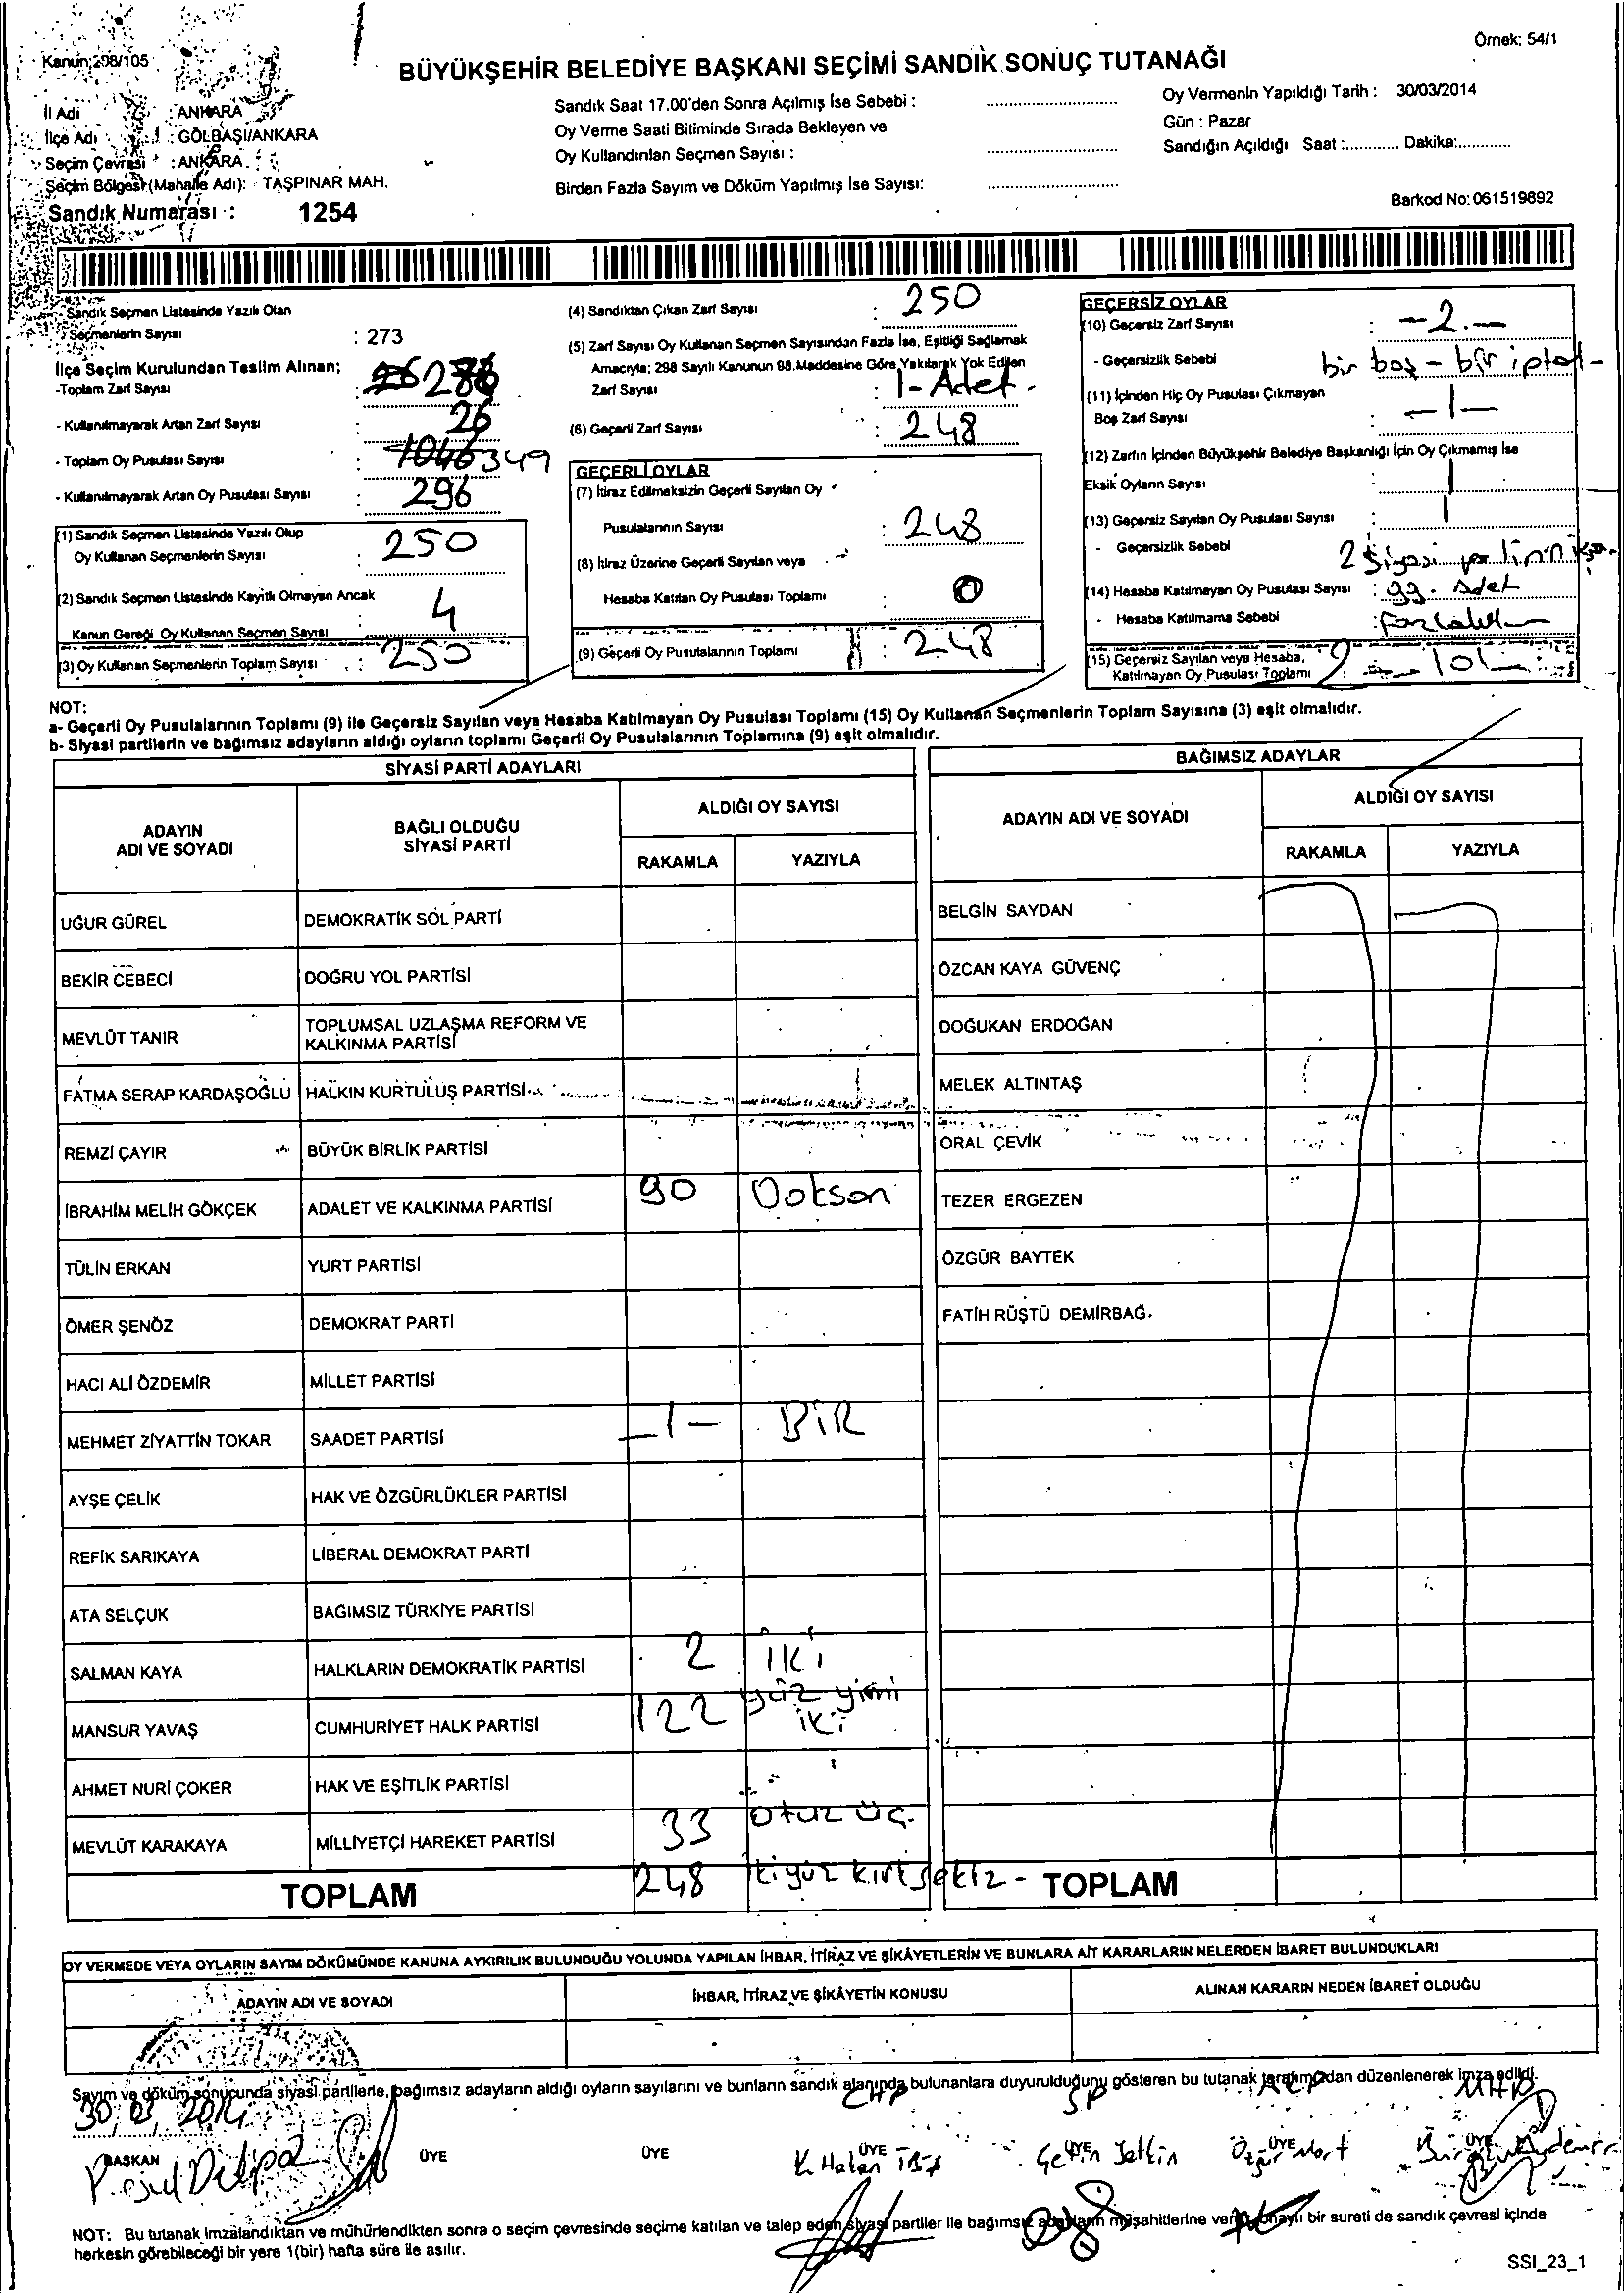 Örnek: 54/1
Kanun:298/105
BÜYÜKŞEHİR BELEDİYE BAŞKANI SEÇİMİ SANDIK SONUÇ TUTANAĞI
İl Adı : ANKARA
İlçe Adı : GÖLBAŞI/ANKARA
Seçim Çevresi : ANKARA
Seçim Bölgesi (Mahalle Adı): TAŞPINAR MAH.
Sandık Numarası : 1254
Sandık Saat 17.00'den Sonra Açılmış İse Sebebi :
Oy Verme Saati Bitiminde Sırada Bekleyen ve
Oy Kullandırılan Seçmen Sayısı :
Birden Fazla Sayım ve Döküm Yapılmış İse Sayısı:
Oy Vermenin Yapıldığı Tarih : 30/03/2014
Gün : Pazar
Sandığın Açıldığı Saat :............ Dakika:............
Barkod No: 061519892
Sandık Seçmen Listesinde Yazılı Olan
Seçmenlerin Sayısı : 273
İlçe Seçim Kurulundan Teslim Alınan;
-Toplam Zarf Sayısı
- Kullanılmayarak Artan Zarf Sayısı : 26
- Toplam Oy Pusulası Sayısı : 1046 349
- Kullanılmayarak Artan Oy Pusulası Sayısı : 296
(1) Sandık Seçmen Listesinde Yazılı Olup
Oy Kullanan Seçmenlerin Sayısı : 250
(2) Sandık Seçmen Listesinde Kayıtlı Olmayan Ancak
Kanun Gereği Oy Kullanan Seçmen Sayısı : 4
(3) Oy Kullanan Seçmenlerin Toplam Sayısı : 250
(4) Sandıktan Çıkan Zarf Sayısı : 250
(5) Zarf Sayısı Oy Kullanan Seçmen Sayısından Fazla İse, Eşitliği Sağlamak
Amacıyla; 298 Sayılı Kanunun 98.Maddesine Göre Yakılarak Yok Edilen
Zarf Sayısı : 1-Adet.
(6) Geçerli Zarf Sayısı : 248
GEÇERLİ OYLAR
(7) İtiraz Edilmeksizin Geçerli Sayılan Oy
Pusulalarının Sayısı : 248
(8) İtiraz Üzerine Geçerli Sayılan veya
Hesaba Katılan Oy Pusulası Toplamı : 0
(9) Geçerli Oy Pusulalarının Toplamı : 248
GEÇERSİZ OYLAR
(10) Geçersiz Zarf Sayısı : -2.-
- Geçersizlik Sebebi bir boş - bir iptal-
(11) İçinden Hiç Oy Pusulası Çıkmayan
Boş Zarf Sayısı : -1-
(12) Zarfın İçinden Büyükşehir Belediye Başkanlığı İçin Oy Çıkmamış İse
Eksik Oyların Sayısı : 1
(13) Geçersiz Sayılan Oy Pusulası Sayısı : 1
- Geçersizlik Sebebi 2 siyasi partinin
(14) Hesaba Katılmayan Oy Pusulası Sayısı : 99. Adet
- Hesaba Katılmama Sebebi :
(15) Geçersiz Sayılan veya Hesaba
Katılmayan Oy Pusulası Toplamı : -101-
NOT:
a- Geçerli Oy Pusulalarının Toplamı (9) ile Geçersiz Sayılan veya Hesaba Katılmayan Oy Pusulası Toplamı (15) Oy Kullanan Seçmenlerin Toplam Sayısına (3) eşit olmalıdır.
b- Siyasi partilerin ve bağımsız adayların aldığı oyların toplamı Geçerli Oy Pusulalarının Toplamına (9) eşit olmalıdır.
SİYASİ PARTİ ADAYLARI
ADAYIN ADI VE SOYADI BAĞLI OLDUĞU SİYASİ PARTİ ALDIĞI OY SAYISI
RAKAMLA YAZIYLA
UĞUR GÜREL DEMOKRATİK SOL PARTİ
BEKİR CEBECİ DOĞRU YOL PARTİSİ
MEVLÜT TANIR TOPLUMSAL UZLAŞMA REFORM VE KALKINMA PARTİSİ
FATMA SERAP KARDAŞOĞLU HALKIN KURTULUŞ PARTİSİ
REMZİ ÇAYIR BÜYÜK BİRLİK PARTİSİ
İBRAHİM MELİH GÖKÇEK ADALET VE KALKINMA PARTİSİ 90 Doksan
TÜLİN ERKAN YURT PARTİSİ
ÖMER ŞENÖZ DEMOKRAT PARTİ
HACI ALİ ÖZDEMİR MİLLET PARTİSİ
MEHMET ZİYATTİN TOKAR SAADET PARTİSİ -1- BİR
AYŞE ÇELİK HAK VE ÖZGÜRLÜKLER PARTİSİ
REFİK SARIKAYA LİBERAL DEMOKRAT PARTİ
ATA SELÇUK BAĞIMSIZ TÜRKİYE PARTİSİ
SALMAN KAYA HALKLARIN DEMOKRATİK PARTİSİ 2 İKİ
MANSUR YAVAŞ CUMHURİYET HALK PARTİSİ 122 yüz yirmi iki
AHMET NURİ ÇOKER HAK VE EŞİTLİK PARTİSİ
MEVLÜT KARAKAYA MİLLİYETÇİ HAREKET PARTİSİ 33 otuz üç.
TOPLAM 248 ikiyüz kırksekiz -
BAĞIMSIZ ADAYLAR
ADAYIN ADI VE SOYADI ALDIĞI OY SAYISI
RAKAMLA YAZIYLA
BELGİN SAYDAN
ÖZCAN KAYA GÜVENÇ
DOĞUKAN ERDOĞAN
MELEK ALTINTAŞ
ORAL ÇEVİK
TEZER ERGEZEN
ÖZGÜR BAYTEK
FATİH RÜŞTÜ DEMİRBAĞ.
TOPLAM
OY VERMEDE VEYA OYLARIN SAYIM DÖKÜMÜNDE KANUNA AYKIRILIK BULUNDUĞU YOLUNDA YAPILAN İHBAR, İTİRAZ VE ŞİKÂYETLERİN VE BUNLARA AİT KARARLARIN NELERDEN İBARET BULUNDUKLARI
ADAYIN ADI VE SOYADI İHBAR, İTİRAZ VE ŞİKÂYETİN KONUSU ALINAN KARARIN NEDEN İBARET OLDUĞU
Sayım ve döküm sonucunda siyasi partilerle, bağımsız adayların aldığı oyların sayılarını ve bunların sandık alanında bulunanlara duyurulduğunu gösteren bu tutanak tarafımızdan düzenlenerek imza edildi.
30.03.2014 CHP SP AKP MHP
BAŞKAN ÜYE ÜYE ÜYE ÜYE ÜYE ÜYE
K. Hakan Çetin Yetkin Özgür Mort
NOT: Bu tutanak imzalandıktan ve mühürlendikten sonra o seçim çevresinde seçime katılan ve talep eden siyasi partiler ile bağımsız adayların müşahitlerine verilir, onaylı bir sureti de sandık çevresi içinde
herkesin görebileceği bir yere 1(bir) hafta süre ile asılır.
SSI_23_1